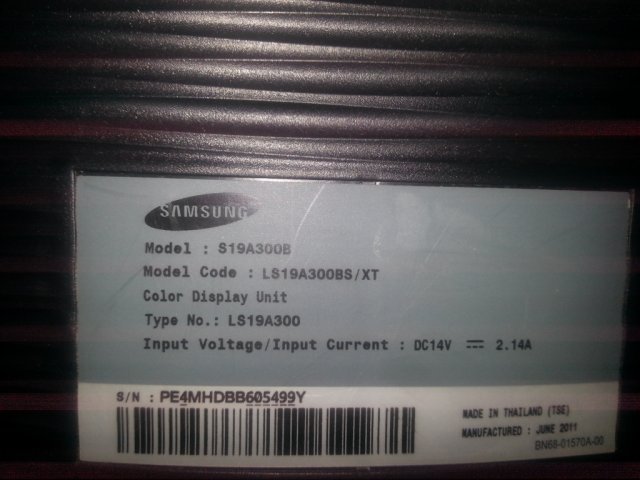 SAMSUNG
Model : S19A300B
Model Code : LS19A300BS/XT
Color Display Unit
Type No.: LS19A300
Input Voltage/Input Current : DC14V ⎓ 2.14A
S/N : PE4MHDBB605499Y
MADE IN THAILAND (TSE)
MANUFACTURED : JUNE 2011
BN68-01570A-00